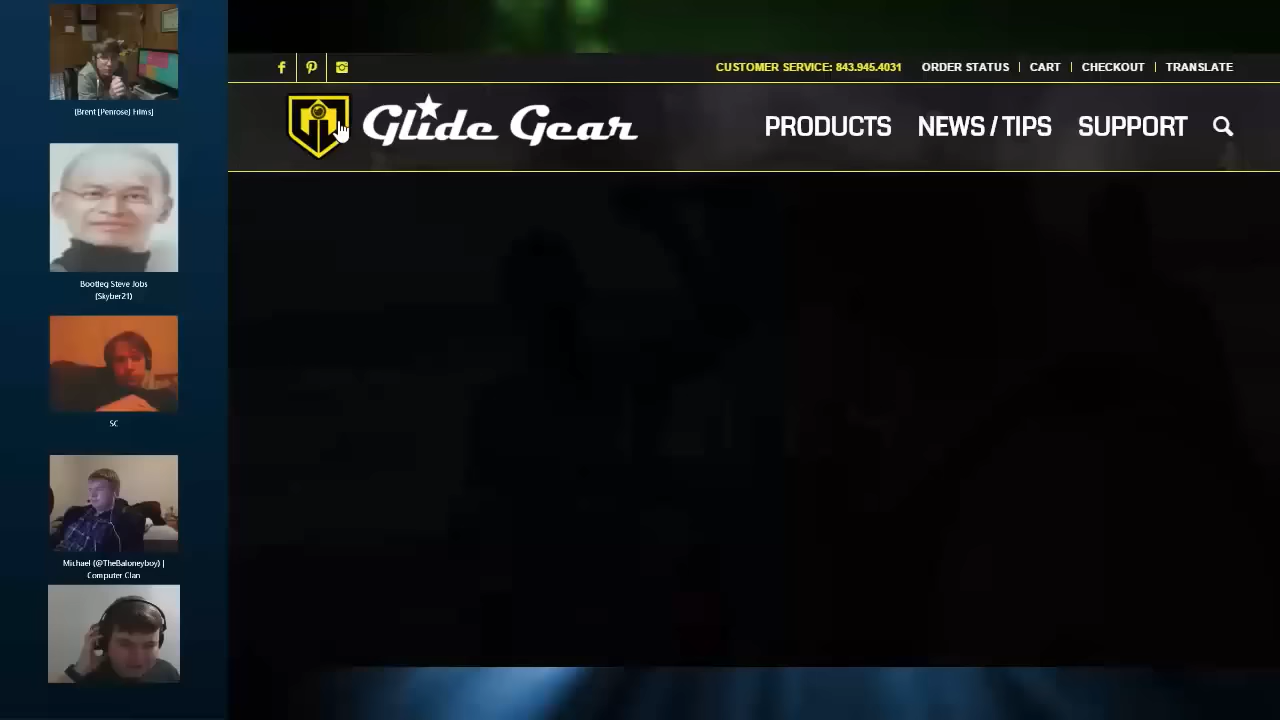 [Brent [Penrose] Films]
Bootleg Steve Jobs
(Skyber21)
SC
Michael (@TheBaloneyboy) |
Computer Clan
CUSTOMER SERVICE: 843.945.4031
ORDER STATUS
CART
CHECKOUT
TRANSLATE
Glide Gear
PRODUCTS
NEWS / TIPS
SUPPORT